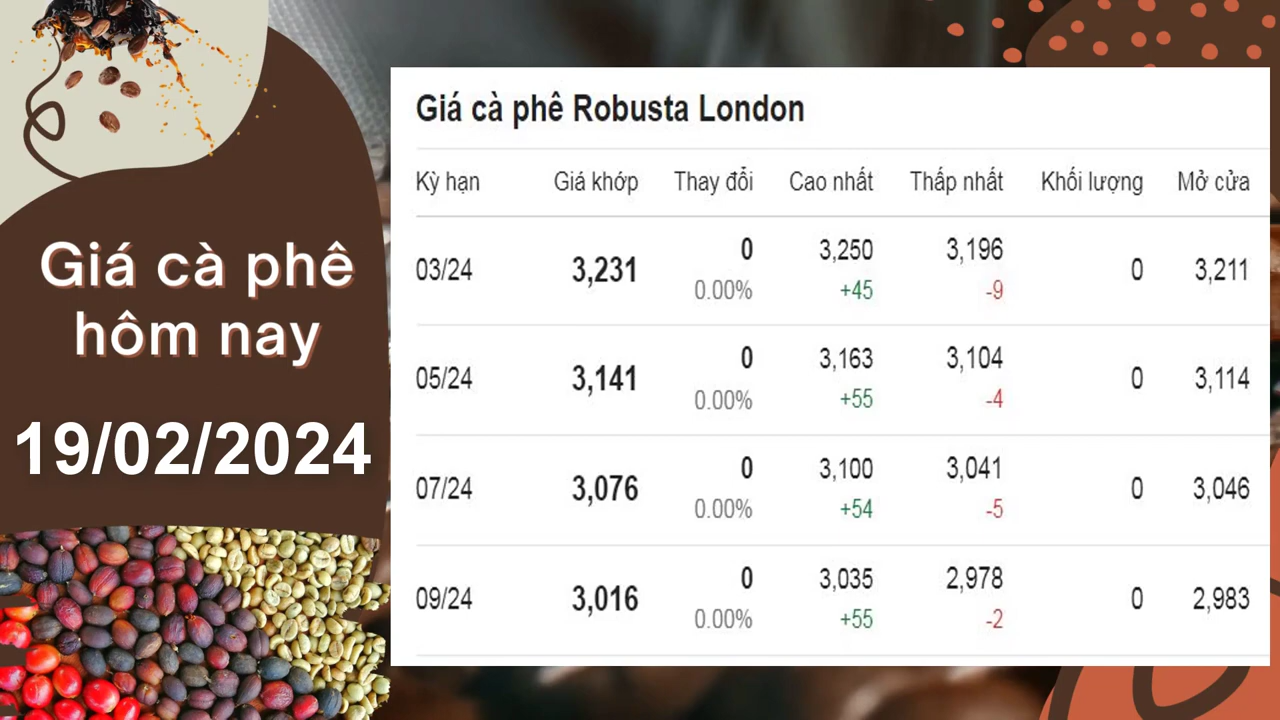 Giá cà phê
hôm nay
19/02/2024
Giá cà phê Robusta London
Kỳ hạn Giá khớp Thay đổi Cao nhất Thấp nhất Khối lượng Mở cửa
03/24 3,231 0 3,250 3,196 0 3,211
0.00% +45 -9
05/24 3,141 0 3,163 3,104 0 3,114
0.00% +55 -4
07/24 3,076 0 3,100 3,041 0 3,046
0.00% +54 -5
09/24 3,016 0 3,035 2,978 0 2,983
0.00% +55 -2